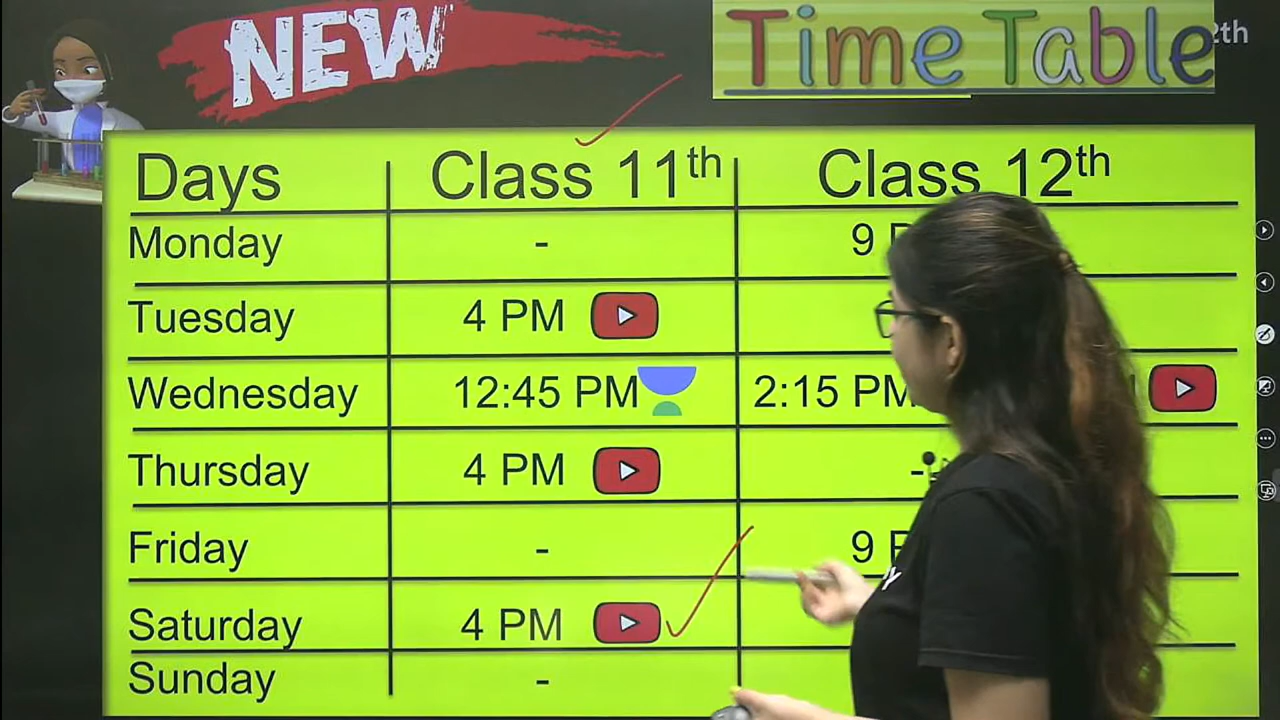 NEW
Time Table
2th
Days Class 11th Class 12th
Monday - 9
Tuesday 4 PM
Wednesday 12:45 PM 2:15 PM
Thursday 4 PM -
Friday - 9
Saturday 4 PM
Sunday -